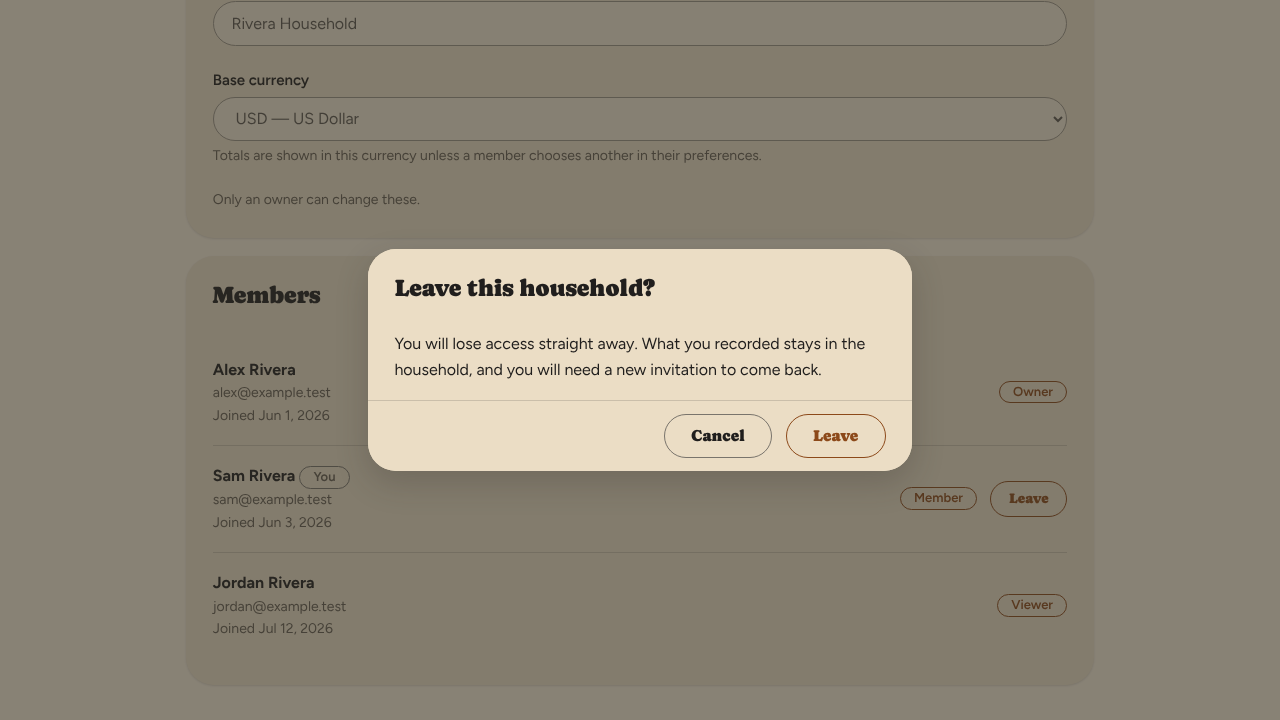 Rivera Household
Base currency
USD — US Dollar
Totals are shown in this currency unless a member chooses another in their preferences.
Only an owner can change these.
Members
Alex Rivera
alex@example.test
Joined Jun 1, 2026
Owner
Sam Rivera You
sam@example.test
Joined Jun 3, 2026
Member Leave
Jordan Rivera
jordan@example.test
Joined Jul 12, 2026
Viewer
Leave this household?
You will lose access straight away. What you recorded stays in the
household, and you will need a new invitation to come back.
Cancel Leave